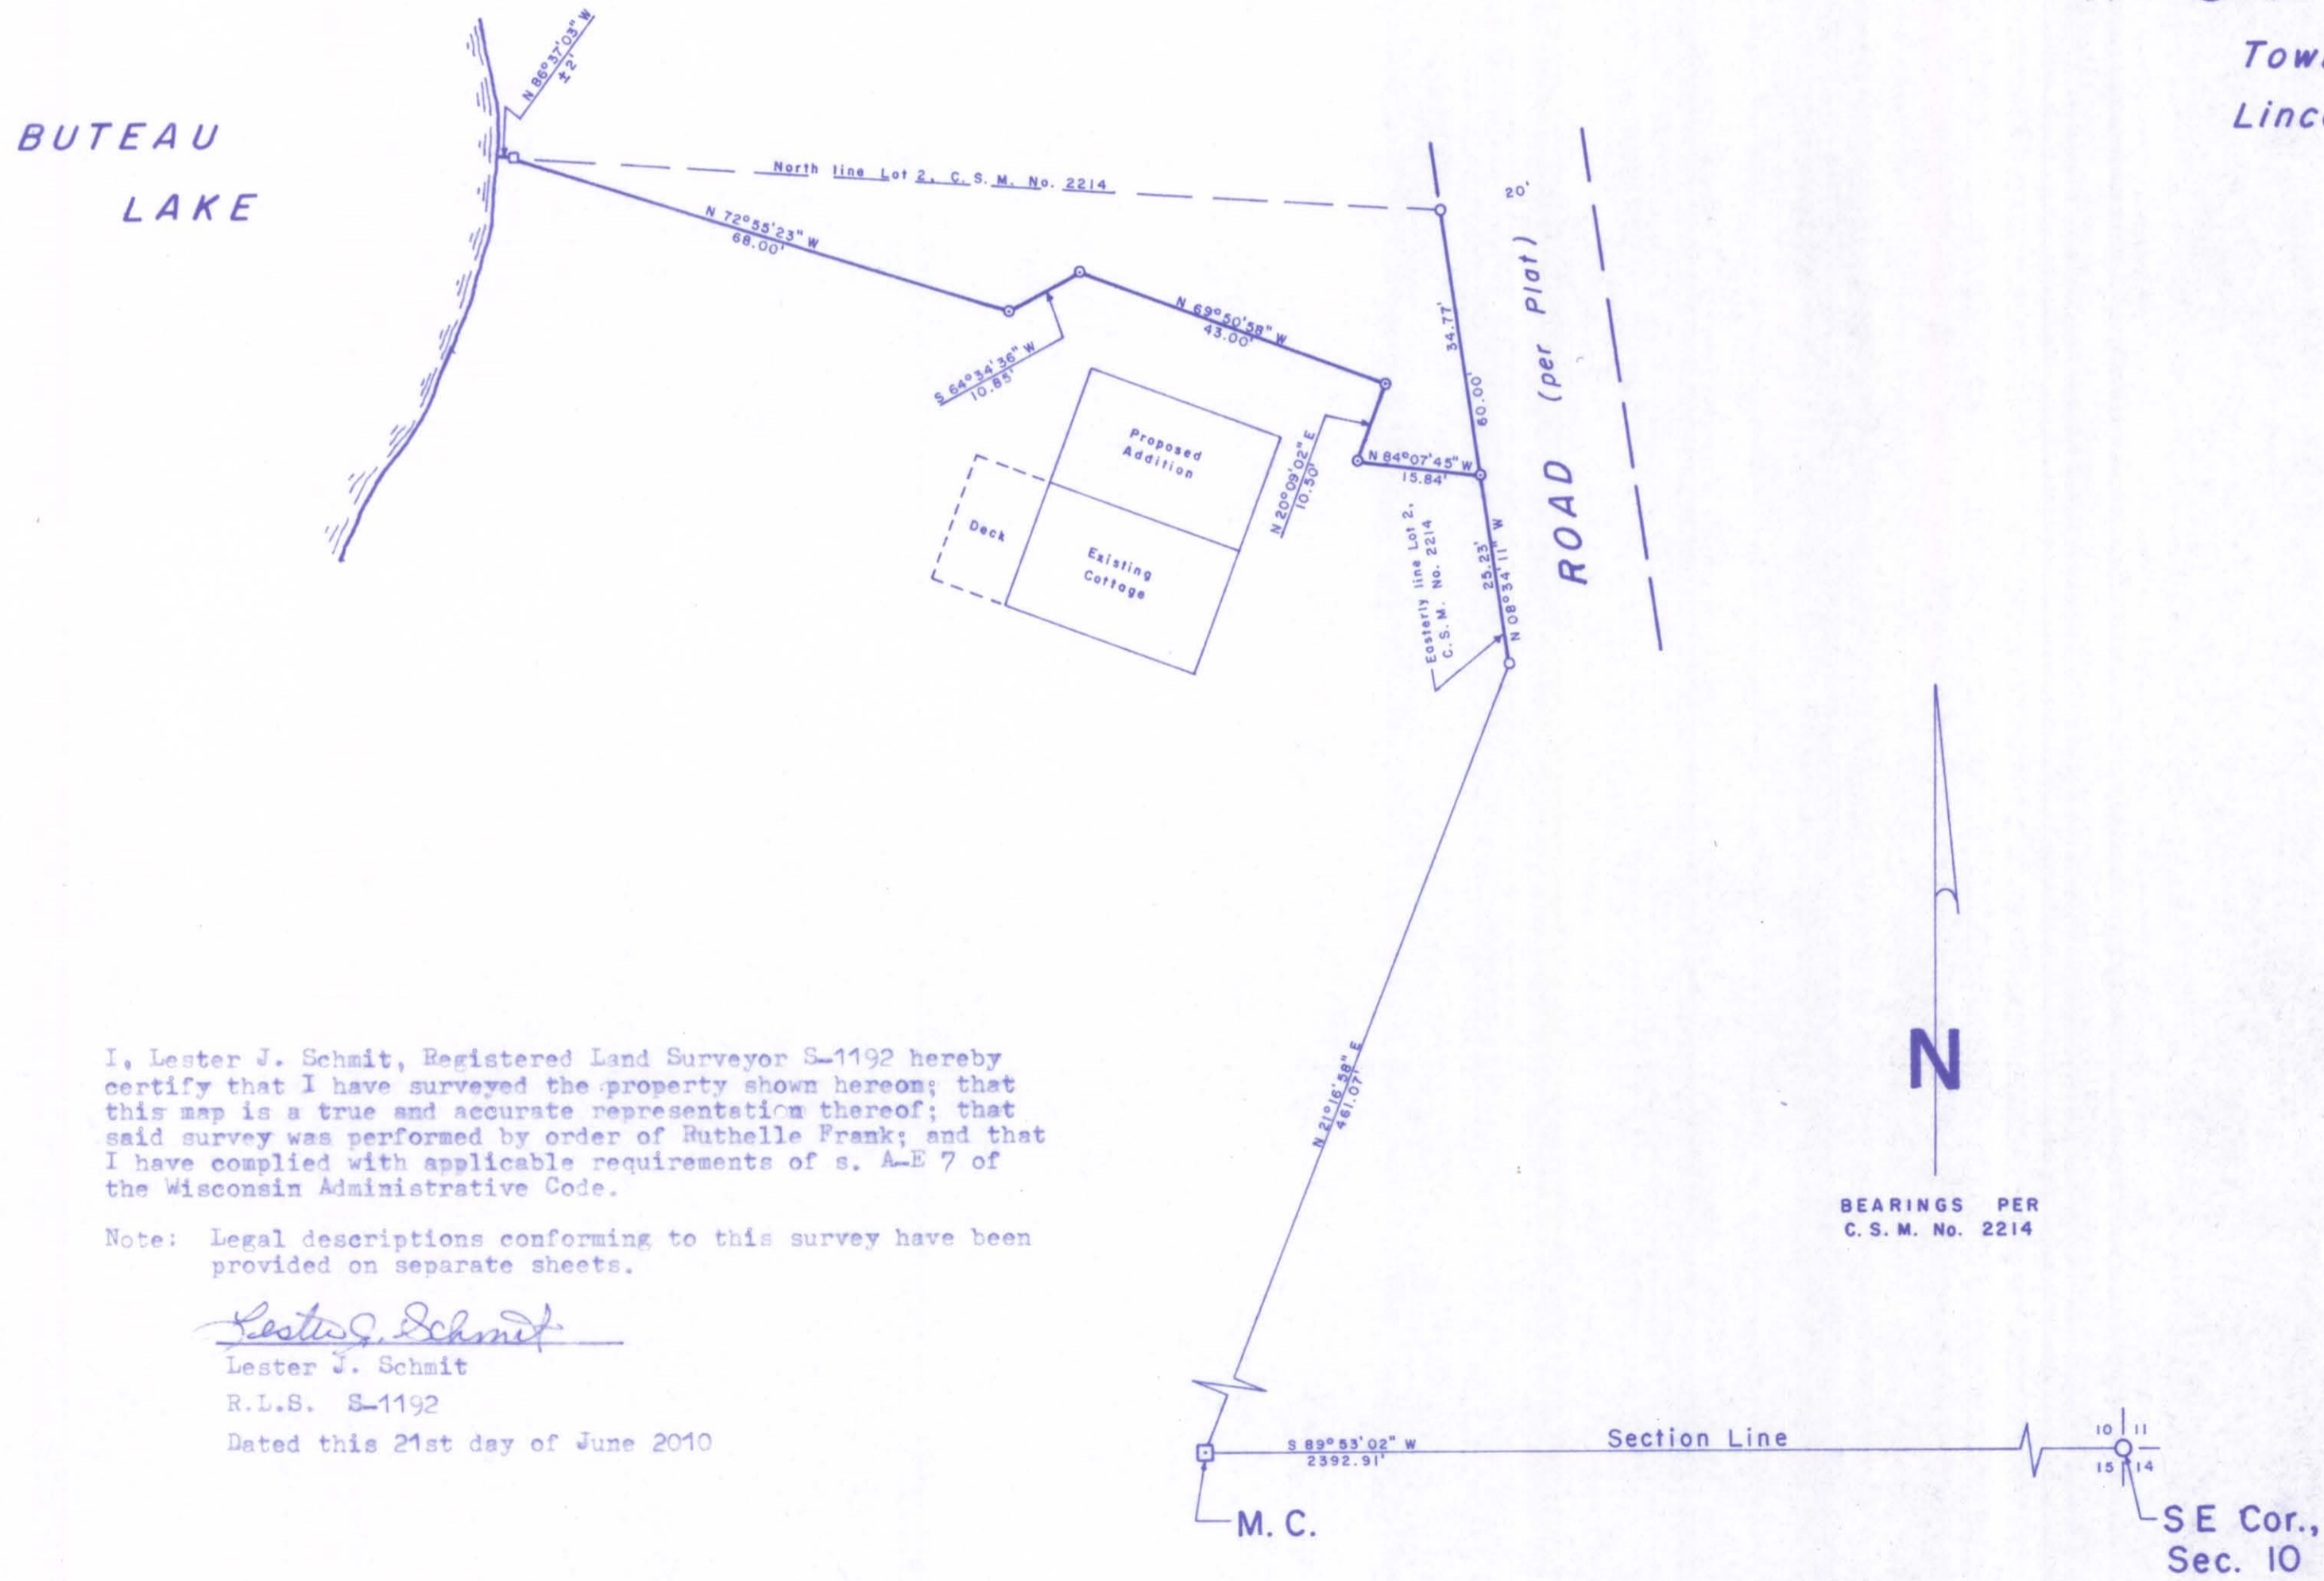 BUTEAU
LAKE
N 86°37'03" W
±2'
North line Lot 2, C. S. M. No. 2214
N 72°55'23" W
68.00'
S 64°34'36" W
10.85'
N 69°50'58" W
43.00'
N 20°09'02" E
10.50'
N 84°07'45" W
15.84'
34.77'
60.00'
25.23'
N 08°34'11" W
Easterly line Lot 2,
C. S. M. No. 2214
20'
ROAD (per Plat)
Proposed
Addition
Deck
Existing
Cottage
N 21°16'58" E
461.07'
N
BEARINGS PER
C. S. M. No. 2214
I, Lester J. Schmit, Registered Land Surveyor S-1192 hereby
certify that I have surveyed the property shown hereon; that
this map is a true and accurate representation thereof; that
said survey was performed by order of Ruthelle Frank; and that
I have complied with applicable requirements of s. A-E 7 of
the Wisconsin Administrative Code.
Note: Legal descriptions conforming to this survey have been
provided on separate sheets.
Lester J. Schmit
Lester J. Schmit
R.L.S. S-1192
Dated this 21st day of June 2010
S 89°53'02" W
2392.91'
Section Line
10 11
15 14
M. C.
S E Cor.,
Sec. 10